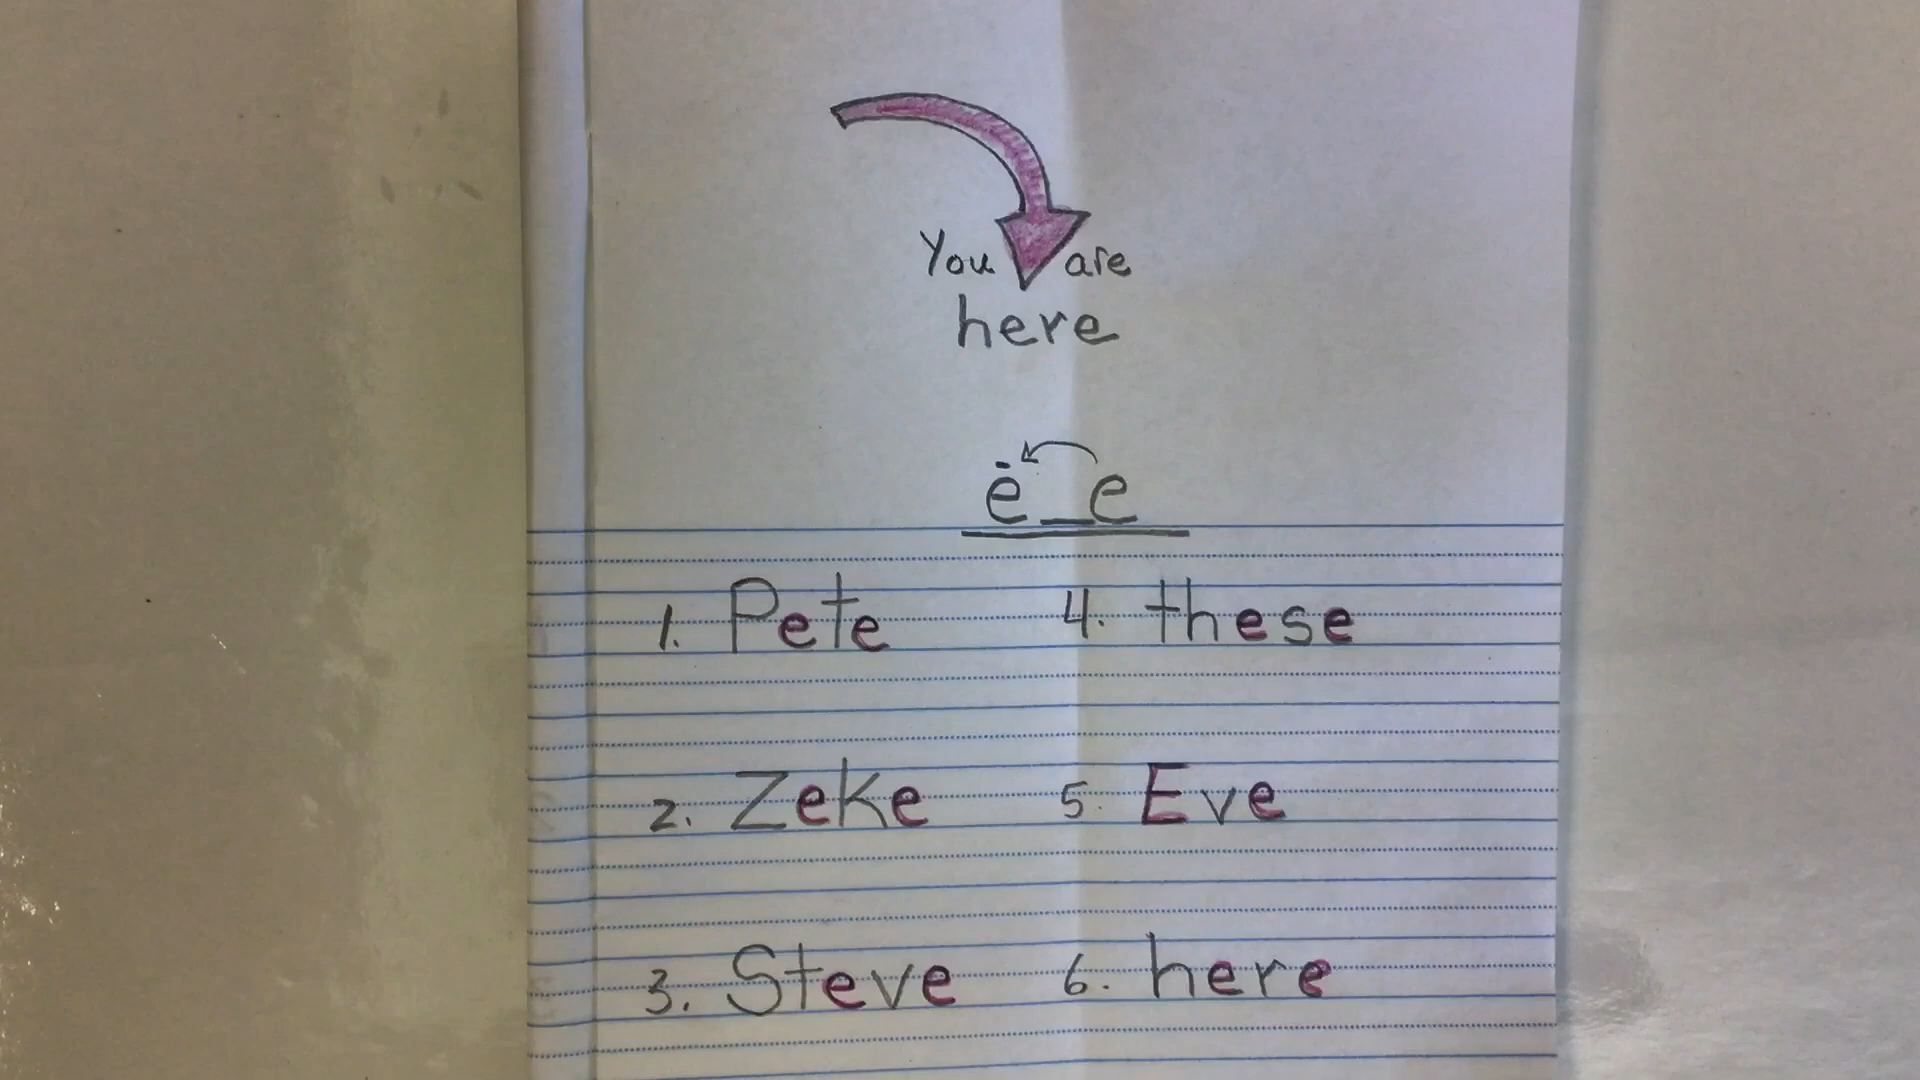 You are
here
ē_e
1. Pete 4. these
2. Zeke 5. Eve
3. Steve 6. here